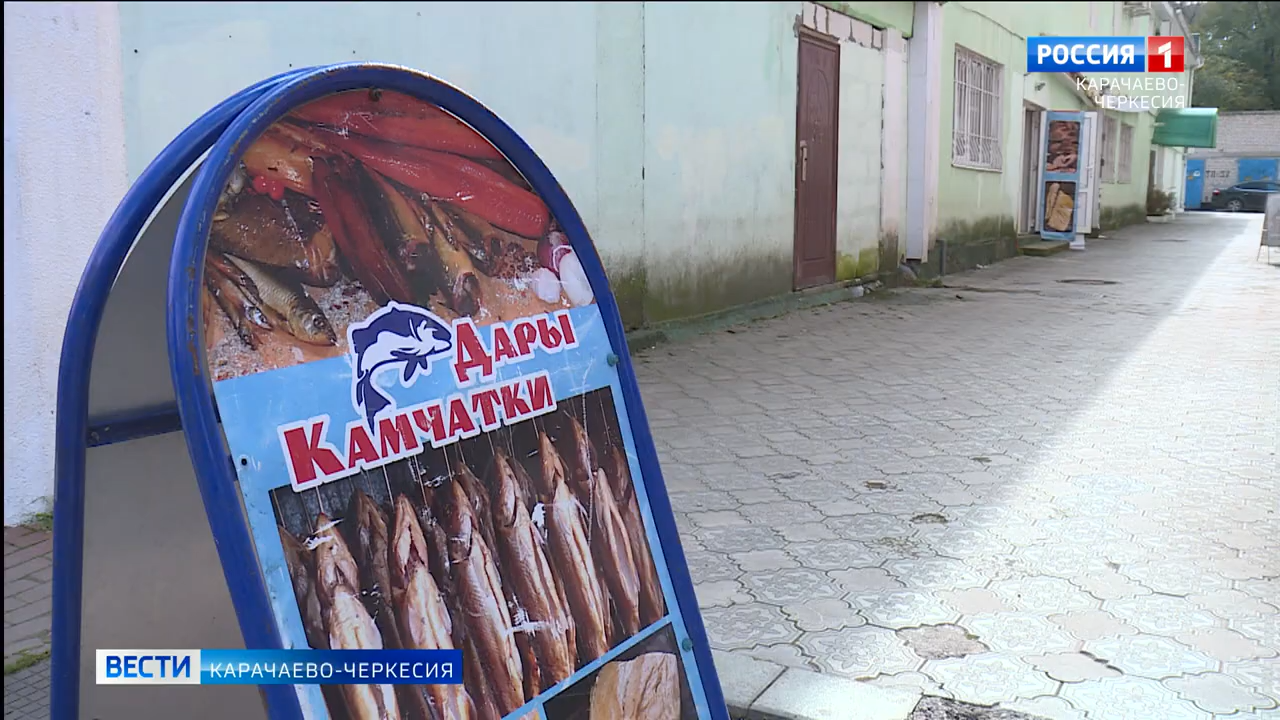 РОССИЯ 1
КАРАЧАЕВО-
ЧЕРКЕСИЯ
ДАРЫ
КАМЧАТКИ
ВЕСТИ КАРАЧАЕВО-ЧЕРКЕСИЯ